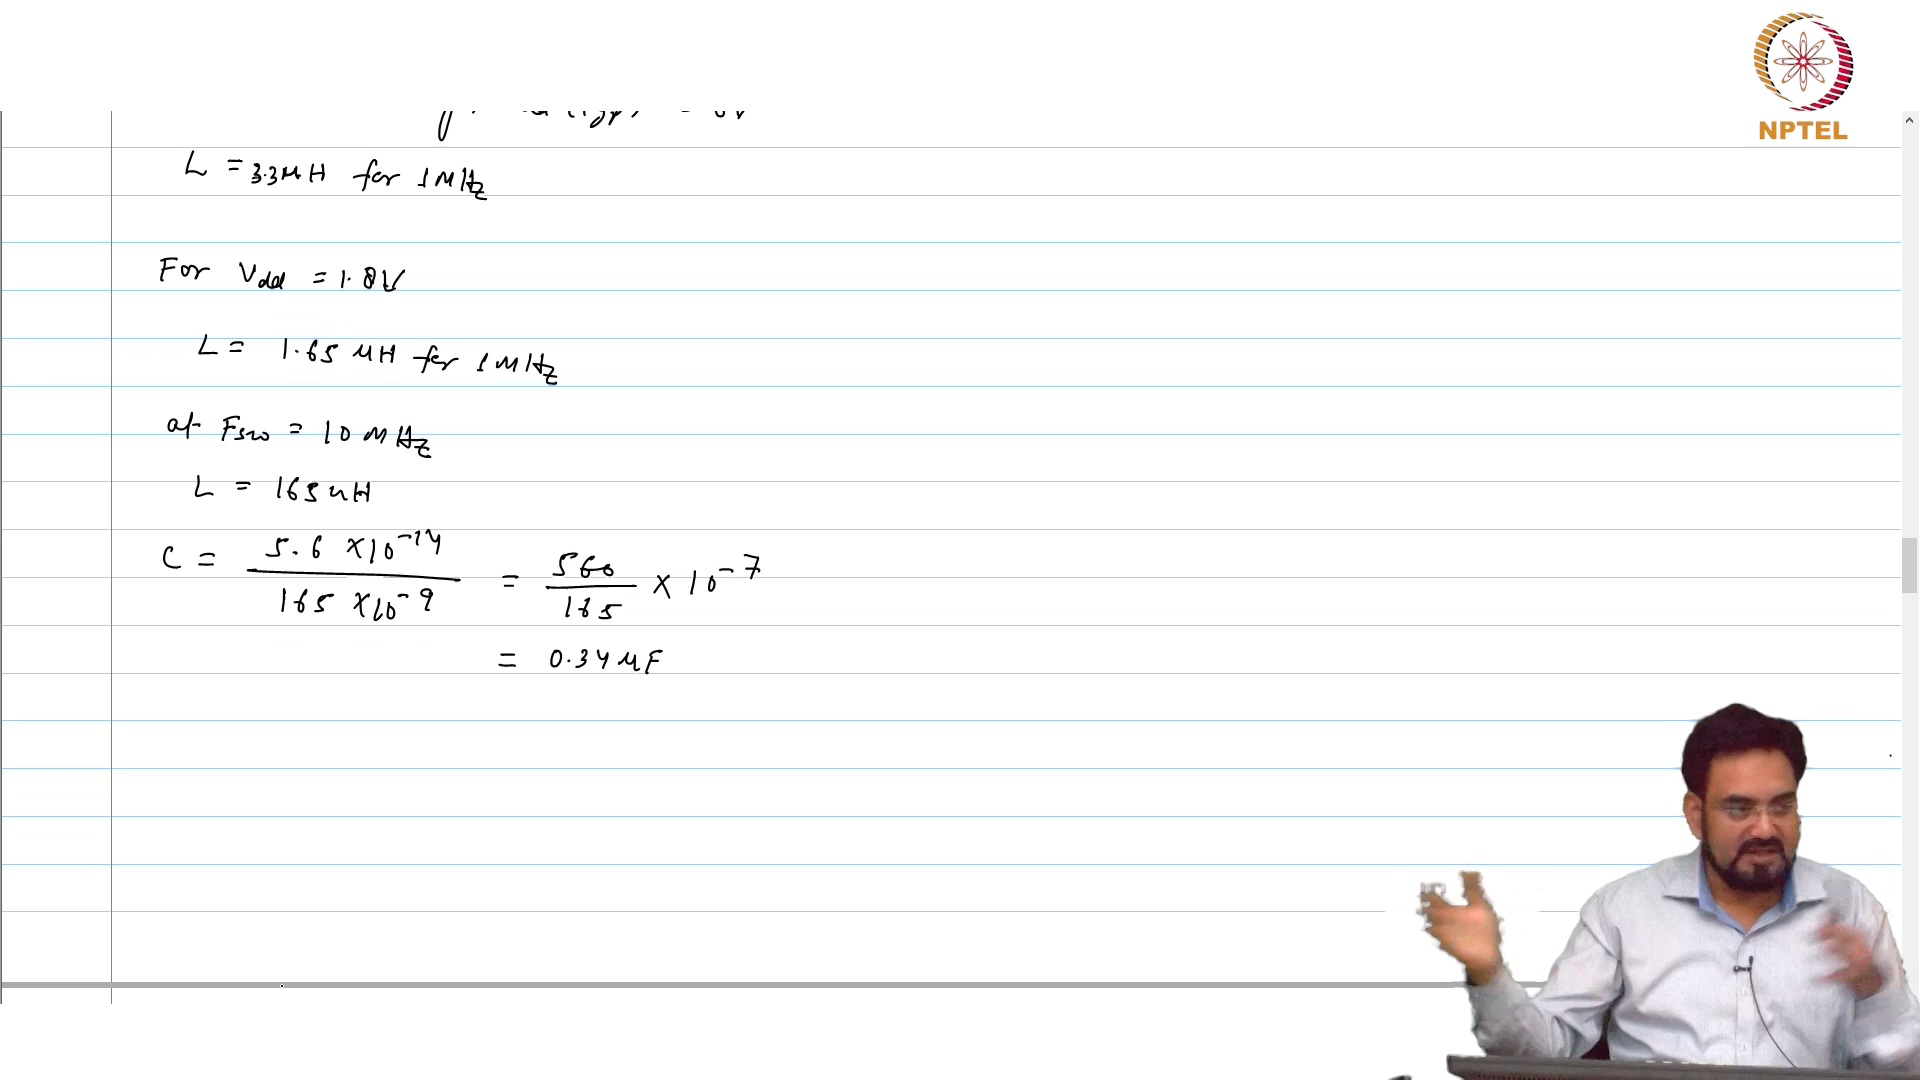 NPTEL
L = 3.3 μH for 1 MHz
For Vdd = 1.8V
L = 1.65 μH for 1 MHz
at Fsw = 10 MHz
L = 165 nH
C = 5.6 × 10⁻¹⁴ / 165 × 10⁻⁹ = 560 / 165 × 10⁻⁷
= 0.34 μF